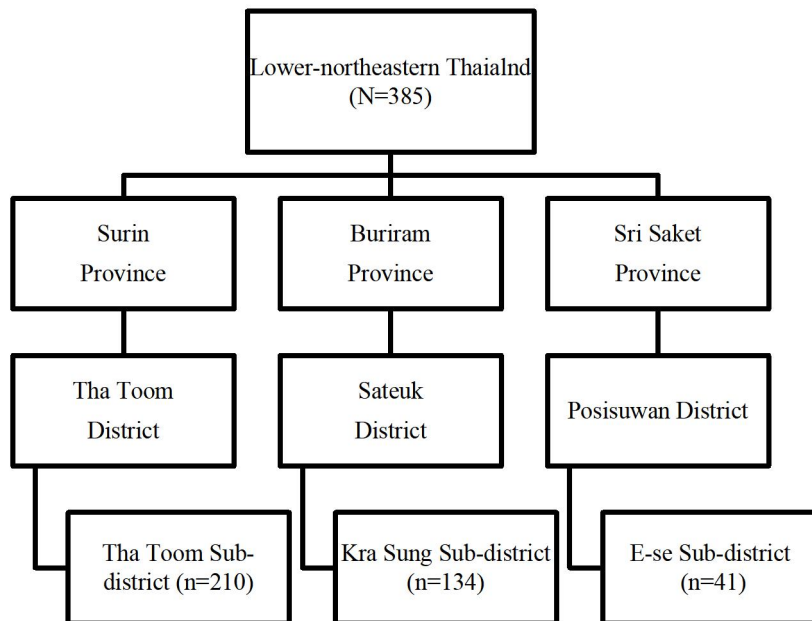 Lower-northeastern Thaialnd
(N=385)
Surin
Province
Buriram
Province
Sri Saket
Province
Tha Toom
District
Sateuk
District
Posisuwan District
Tha Toom Sub-
district (n=210)
Kra Sung Sub-district
(n=134)
E-se Sub-district
(n=41)